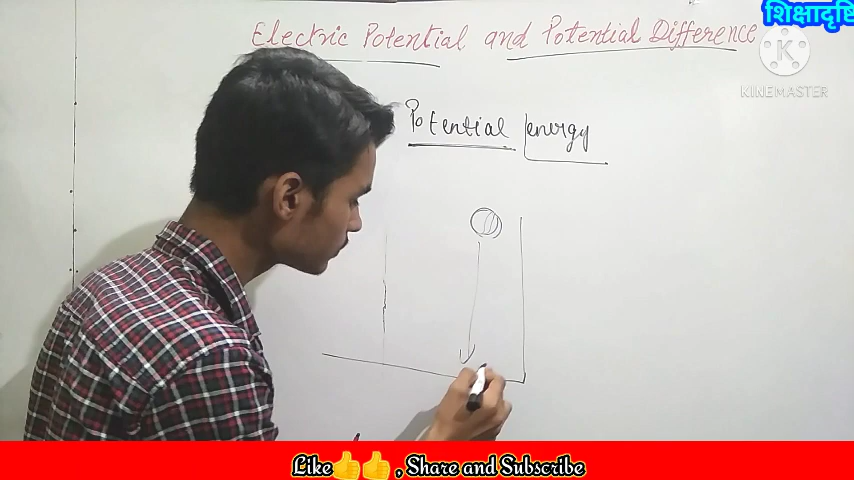 शिक्षादृष्टि
Electric Potential and Potential Difference
KINEMASTER
Potential energy
Like👍👍, Share and Subscribe